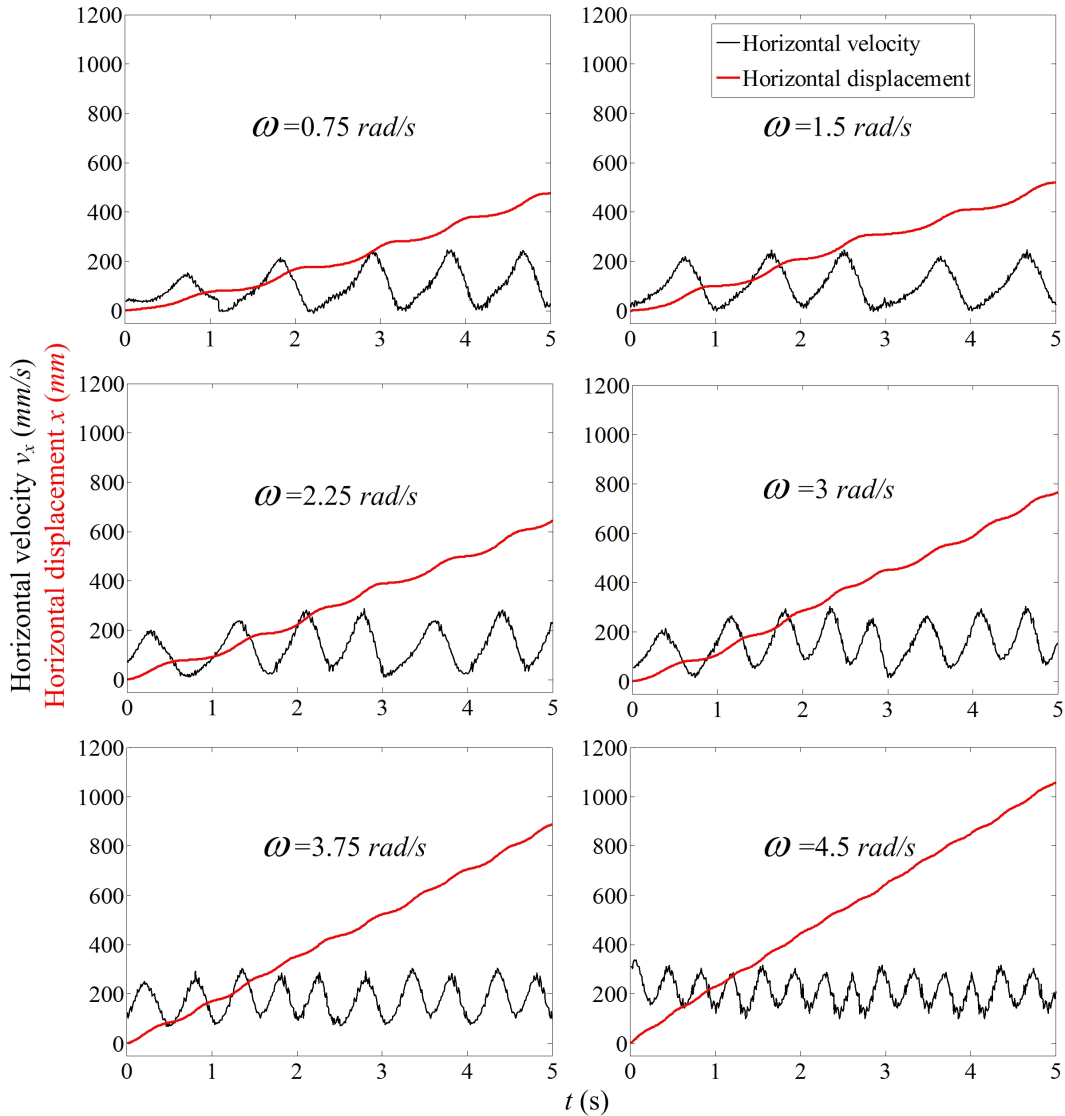 1200
1000
800
600
400
200
0
0 1 2 3 4 5
ω=0.75 rad/s
1200
1000
800
600
400
200
0
0 1 2 3 4 5
Horizontal velocity
Horizontal displacement
ω=1.5 rad/s
Horizontal velocity vₓ (mm/s)
Horizontal displacement x (mm)
1200
1000
800
600
400
200
0
0 1 2 3 4 5
ω=2.25 rad/s
1200
1000
800
600
400
200
0
0 1 2 3 4 5
ω=3 rad/s
1200
1000
800
600
400
200
0
0 1 2 3 4 5
ω=3.75 rad/s
1200
1000
800
600
400
200
0
0 1 2 3 4 5
ω=4.5 rad/s
t (s)